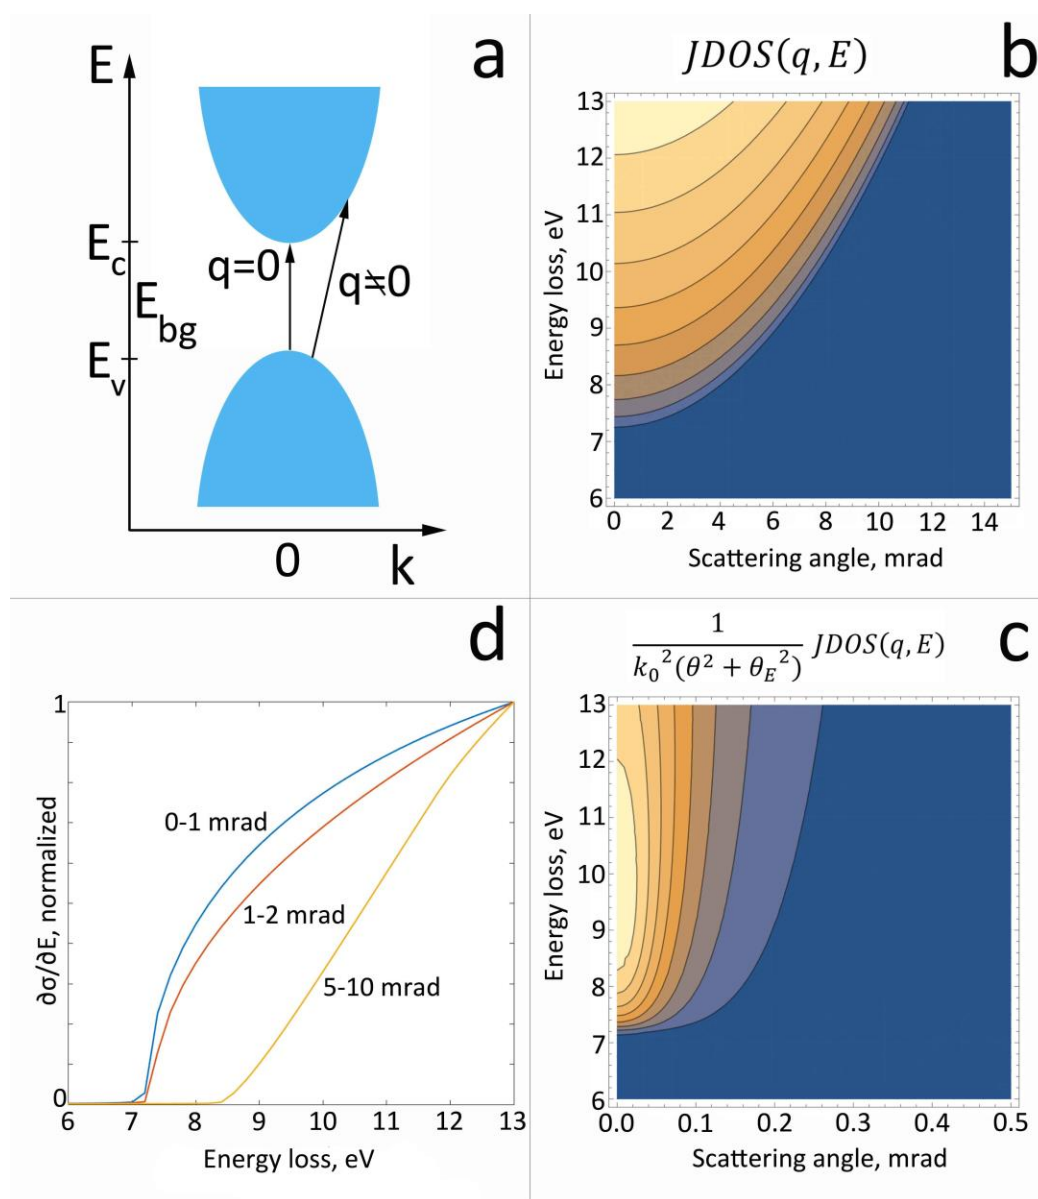 a
E
E_c
E_bg
E_v
q=0
q≠0
0
k
b
JDOS(q, E)
Energy loss, eV
13
12
11
10
9
8
7
6
0 2 4 6 8 10 12 14
Scattering angle, mrad
d
∂σ/∂E, normalized
1
0
0-1 mrad
1-2 mrad
5-10 mrad
6 7 8 9 10 11 12 13
Energy loss, eV
c
1/(k_0^2(θ^2 + θ_E^2)) JDOS(q, E)
Energy loss, eV
13
12
11
10
9
8
7
6
0.0 0.1 0.2 0.3 0.4 0.5
Scattering angle, mrad